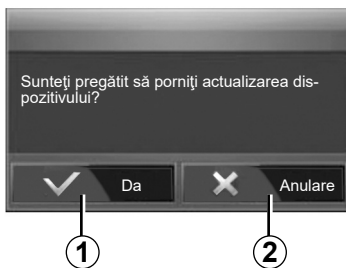 Sunteţi pregătit să porniţi actualizarea dis-
pozitivului?
Da Anulare
1 2